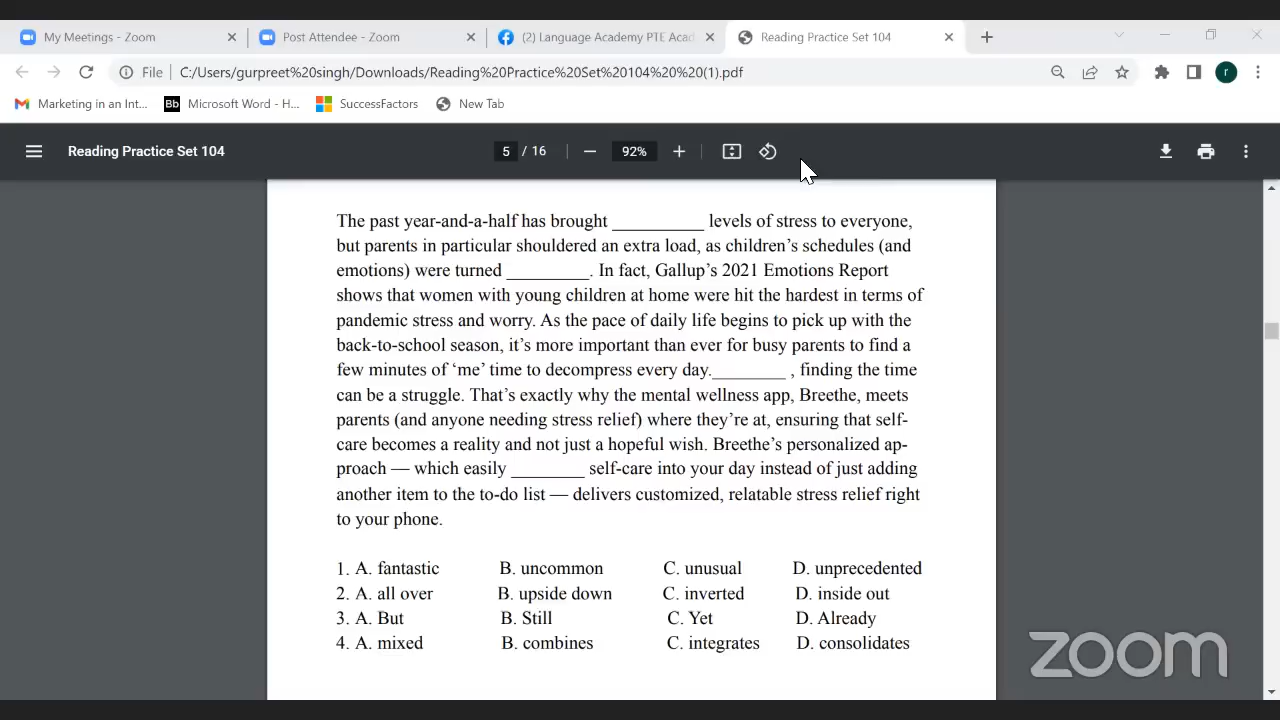 My Meetings - Zoom
Post Attendee - Zoom
(2) Language Academy PTE Acad
Reading Practice Set 104
File
C:/Users/gurpreet%20singh/Downloads/Reading%20Practice%20Set%20104%20%20(1).pdf
r
Marketing in an Int...
Bb Microsoft Word - H...
SuccessFactors
New Tab
Reading Practice Set 104
5 / 16
92%
The past year-and-a-half has brought __________ levels of stress to everyone,
but parents in particular shouldered an extra load, as children’s schedules (and
emotions) were turned _________. In fact, Gallup’s 2021 Emotions Report
shows that women with young children at home were hit the hardest in terms of
pandemic stress and worry. As the pace of daily life begins to pick up with the
back-to-school season, it’s more important than ever for busy parents to find a
few minutes of ‘me’ time to decompress every day.________ , finding the time
can be a struggle. That’s exactly why the mental wellness app, Breethe, meets
parents (and anyone needing stress relief) where they’re at, ensuring that self-
care becomes a reality and not just a hopeful wish. Breethe’s personalized ap-
proach — which easily ________ self-care into your day instead of just adding
another item to the to-do list — delivers customized, relatable stress relief right
to your phone.
1. A. fantastic B. uncommon C. unusual D. unprecedented
2. A. all over B. upside down C. inverted D. inside out
3. A. But B. Still C. Yet D. Already
4. A. mixed B. combines C. integrates D. consolidates
zoom